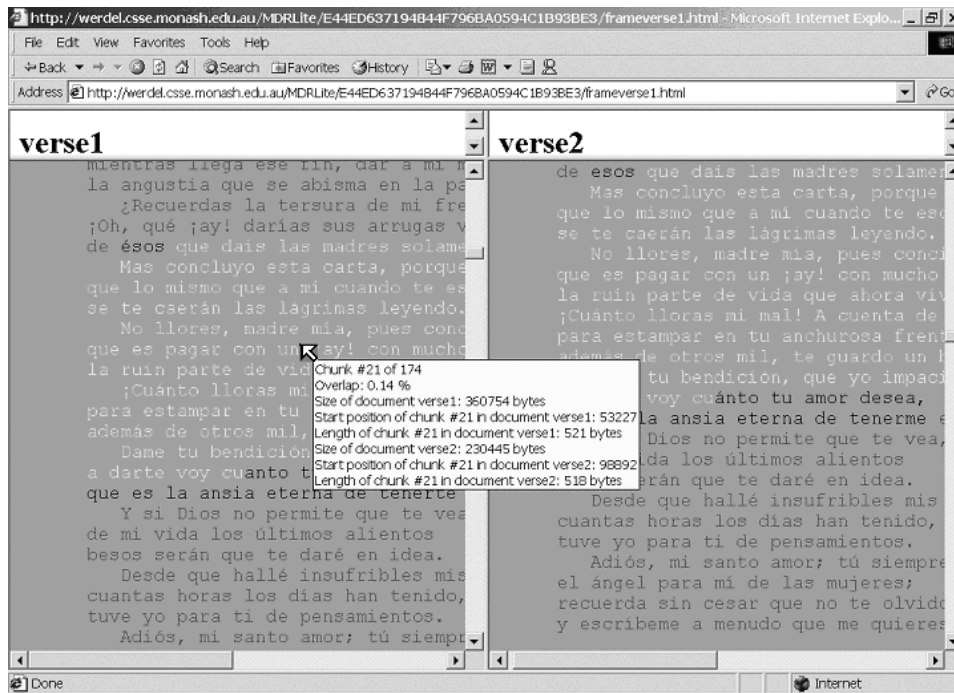 http://werdel.csse.monash.edu.au/MDRLite/E44ED637194B44F796BA0594C1B93BE3/frameverse1.html - Microsoft Internet Explo...
File Edit View Favorites Tools Help
Back Search Favorites History
Address http://werdel.csse.monash.edu.au/MDRLite/E44ED637194B44F796BA0594C1B93BE3/frameverse1.html Go
verse1
mientras llega ese fin, dar a mi
la angustia que se abisma en la pa
¿Recuerdas la tersura de mi fre
¡Oh, qué ¡ay! darías sus arrugas v
de ésos que dais las madres solame
Mas concluyo esta carta, porque
que lo mismo que a mí cuando te es
se te caerán las lágrimas leyendo.
No llores, madre mía, pues conc
que es pagar con un ¡ay! con mucho
la ruin parte de vid
¡Cuánto lloras mi
para estampar en tu
además de otros mil,
Dame tu bendición
a darte voy cuanto t
que es la ansia eterna de tenerte
Y si Dios no permite que te vea
de mi vida los últimos alientos
besos serán que te daré en idea.
Desde que hallé insufribles mis
cuantas horas los días han tenido,
tuve yo para ti de pensamientos.
Adiós, mi santo amor; tú siempr
Chunk #21 of 174
Overlap: 0.14 %
Size of document verse1: 360754 bytes
Start position of chunk #21 in document verse1: 53227
Length of chunk #21 in document verse1: 521 bytes
Size of document verse2: 230445 bytes
Start position of chunk #21 in document verse2: 98892
Length of chunk #21 in document verse2: 518 bytes
verse2
de esos que dais las madres solamen
Mas concluyo esta carta, porque
que lo mismo que a mí cuando te esc
se te caerán las lágrimas leyendo.
No llores, madre mía, pues conci
que es pagar con un ¡ay! con mucho
la ruin parte de vida que ahora viv
¡Cuánto lloras mi mal! A cuenta de
para estampar en tu anchurosa frent
además de otros mil, te guardo un b
tu bendición, que yo impaci
voy cuánto tu amor desea,
la ansia eterna de tenerme
Dios no permite que te vea,
ida los últimos alientos
erán que te daré en idea.
Desde que hallé insufribles mis
cuantas horas los días han tenido,
tuve yo para ti de pensamientos.
Adiós, mi santo amor; tú siempre
el ángel para mí de las mujeres;
recuerda sin cesar que no te olvido
y escríbeme a menudo que me quieres
Done Internet